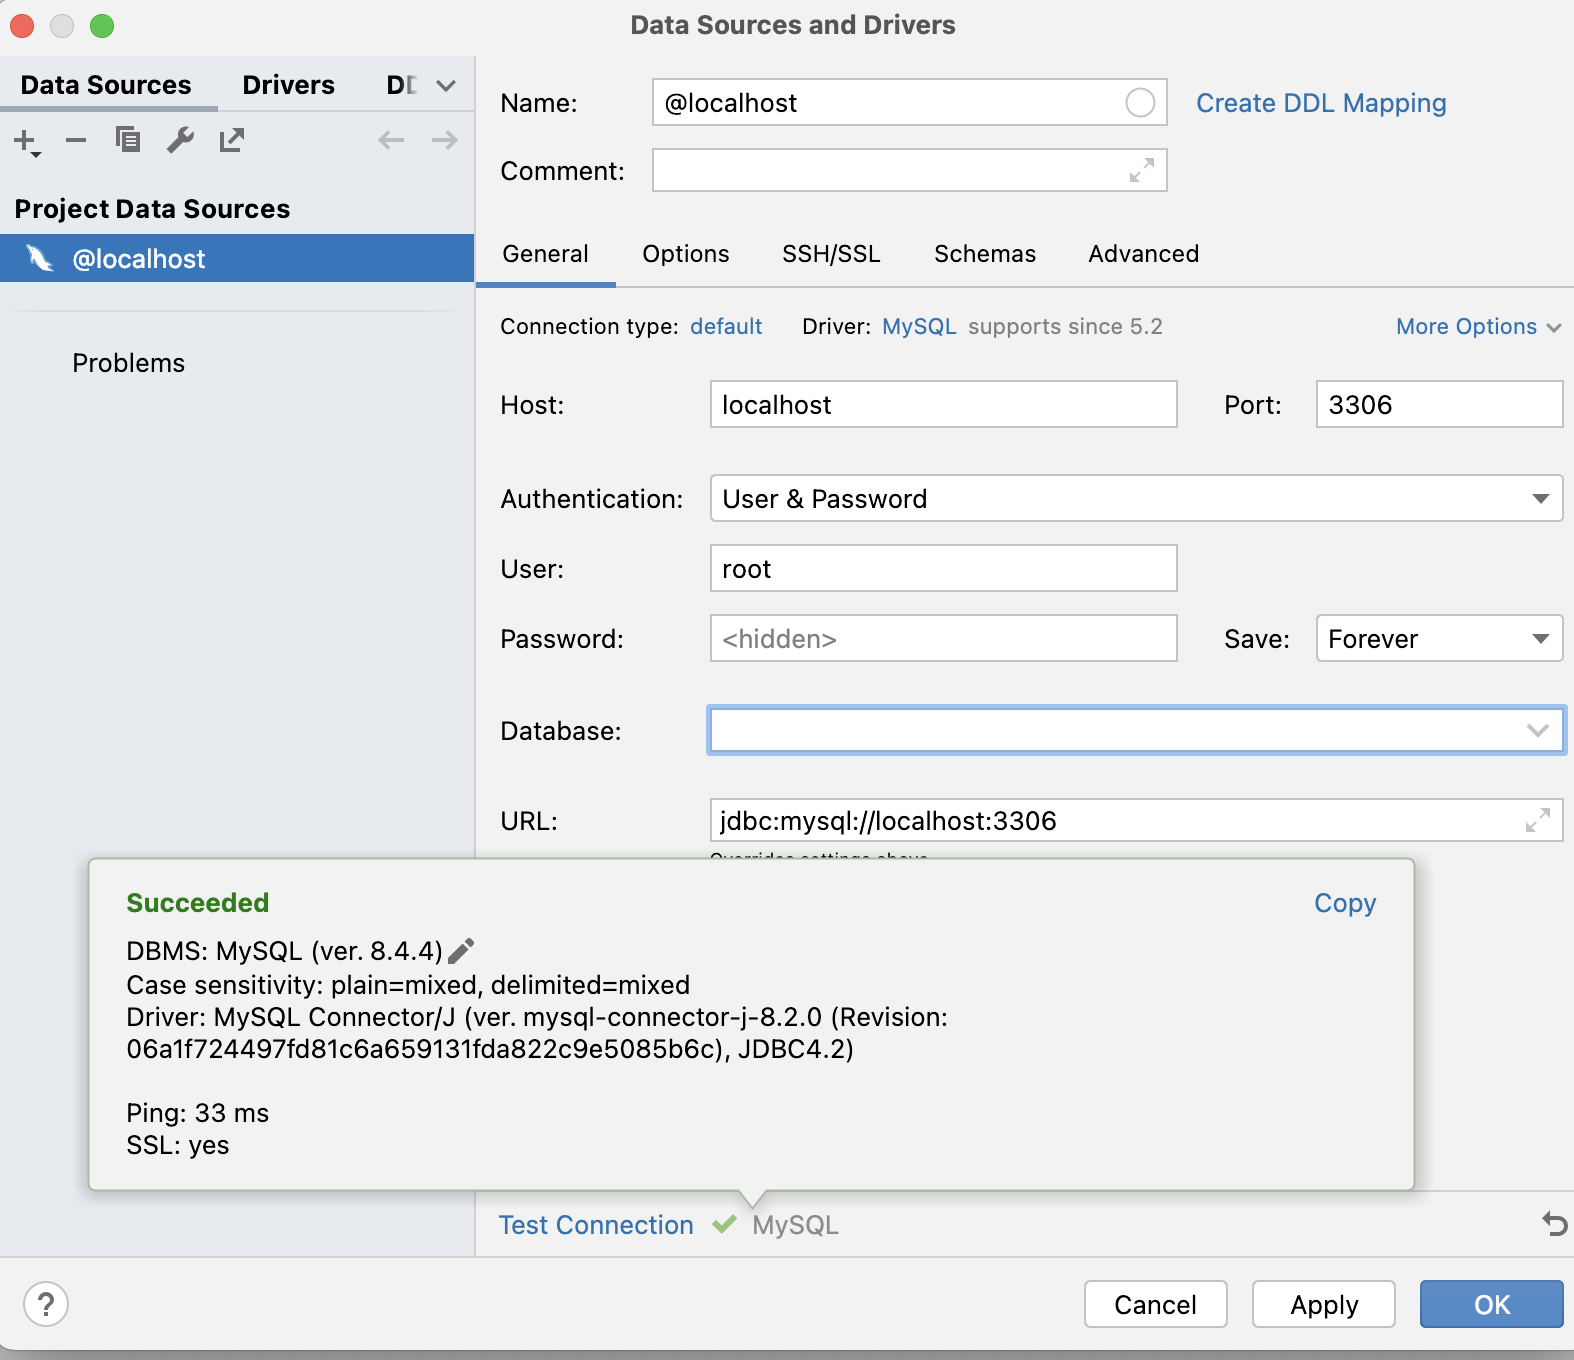 Data Sources and Drivers
Data Sources Drivers
Name: @localhost Create DDL Mapping
Comment:
Project Data Sources
@localhost
Problems
General Options SSH/SSL Schemas Advanced
Connection type: default Driver: MySQL supports since 5.2 More Options
Host: localhost Port: 3306
Authentication: User & Password
User: root
Password: <hidden> Save: Forever
Database:
URL: jdbc:mysql://localhost:3306
Overrides settings above
Succeeded Copy
DBMS: MySQL (ver. 8.4.4)
Case sensitivity: plain=mixed, delimited=mixed
Driver: MySQL Connector/J (ver. mysql-connector-j-8.2.0 (Revision:
06a1f724497fd81c6a659131fda822c9e5085b6c), JDBC4.2)
Ping: 33 ms
SSL: yes
Test Connection MySQL
? Cancel Apply OK